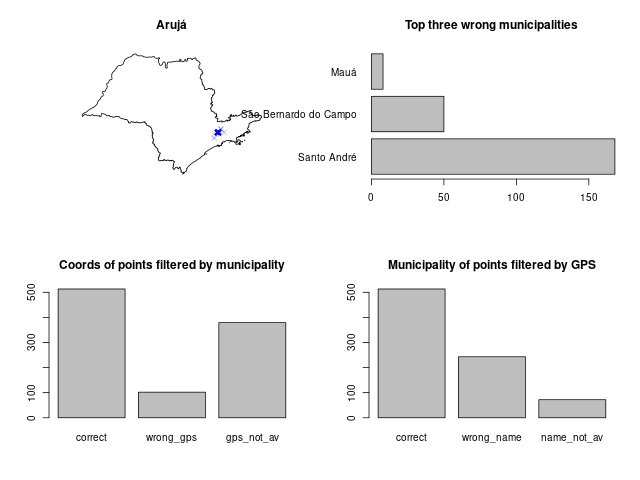 Arujá
Top three wrong municipalities
Mauá
São Bernardo do Campo
Santo André
0 50 100 150
Coords of points filtered by municipality
500
300
100
0
correct wrong_gps gps_not_av
Municipality of points filtered by GPS
500
300
100
0
correct wrong_name name_not_av